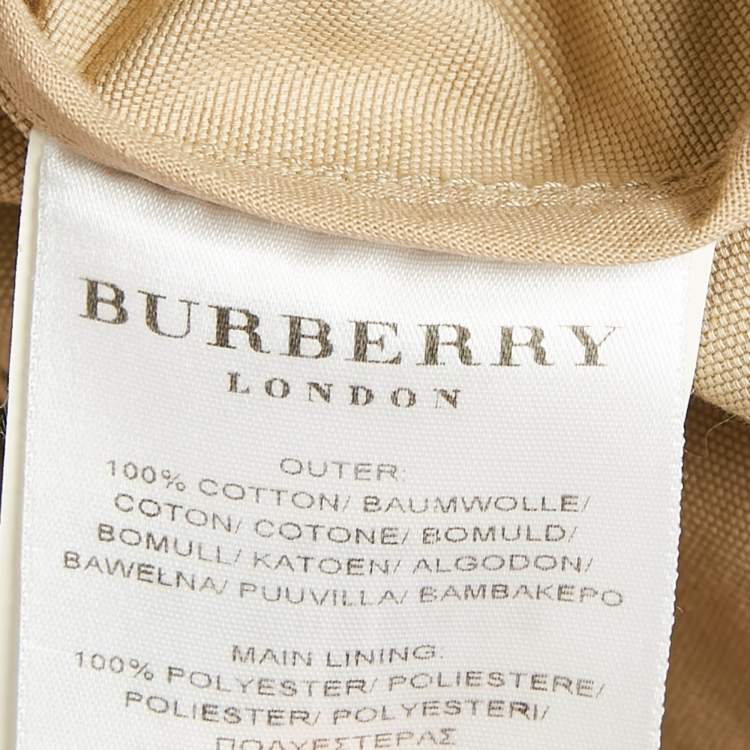 BURBERRY
LONDON
OUTER:
100% COTTON/ BAUMWOLLE/
COTON/ COTONE/ BOMULD/
BOMULL/ KATOEN/ ALGODON/
BAWEŁNA/ PUUVILLA/ ΒΑΜΒΑΚΕΡΟ
MAIN LINING:
100% POLYESTER/ POLIESTERE/
POLIESTER/ POLYESTERI/
ΠΟΛΥΕΣΤΕΡΑΣ